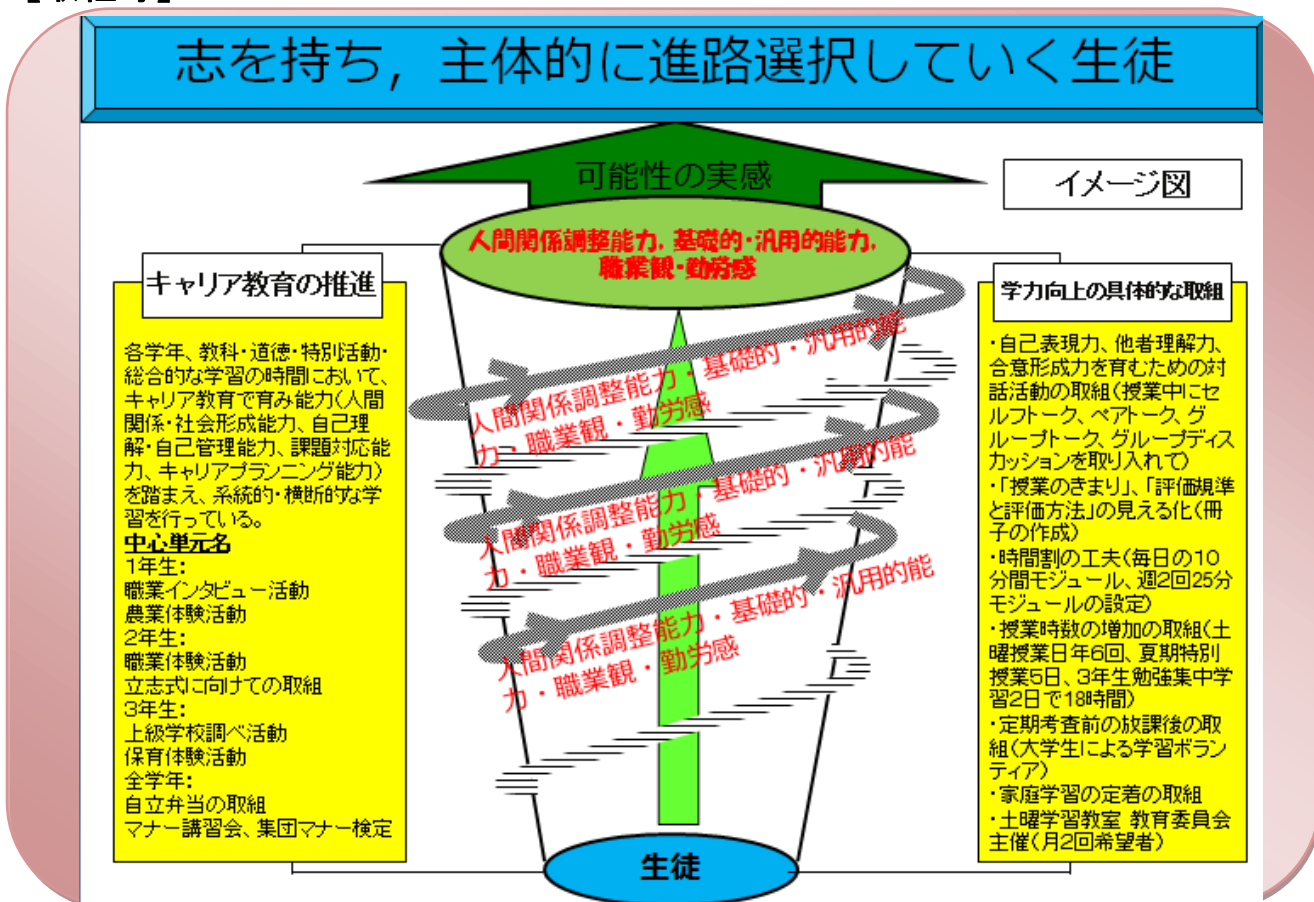 志を持ち，主体的に進路選択していく生徒
可能性の実感
イメージ図
人間関係調整能力，基礎的・汎用的能力，
職業観・勤労感
キャリア教育の推進
各学年、教科・道徳・特別活動・
総合的な学習の時間において、
キャリア教育で育み能力(人間
関係・社会形成能力、自己理
解・自己管理能力、課題対応能
力、キャリアプランニング能力)
を踏まえ、系統的・横断的な学
習を行っている。
中心単元名
1年生:
職業インタビュー活動
農業体験活動
2年生:
職業体験活動
立志式に向けての取組
3年生:
上級学校調べ活動
保育体験活動
全学年:
自立弁当の取組
マナー講習会、集団マナー検定
人間関係調整能力・基礎的・汎用的能
力・職業観・勤労感
人間関係調整能力・基礎的・汎用的能
力・職業観・勤労感
人間関係調整能力・基礎的・汎用的能
力・職業観・勤労感
生徒
学力向上の具体的な取組
・自己表現力、他者理解力、
合意形成力を育むための対
話活動の取組(授業中にセ
ルフトーク、ペアトーク、グ
ループトーク、グループディス
カッションを取り入れて)
・「授業のきまり」、「評価規準
と評価方法」の見える化(冊
子の作成)
・時間割の工夫(毎日の10
分間モジュール、週2回25分
モジュールの設定)
・授業時数の増加の取組(土
曜授業日年6回、夏期特別
授業5日、3年生勉強集中学
習2日で18時間)
・定期考査前の放課後の取
組(大学生による学習ボラン
ティア)
・家庭学習の定着の取組
・土曜学習教室 教育委員会
主催(月2回希望者)